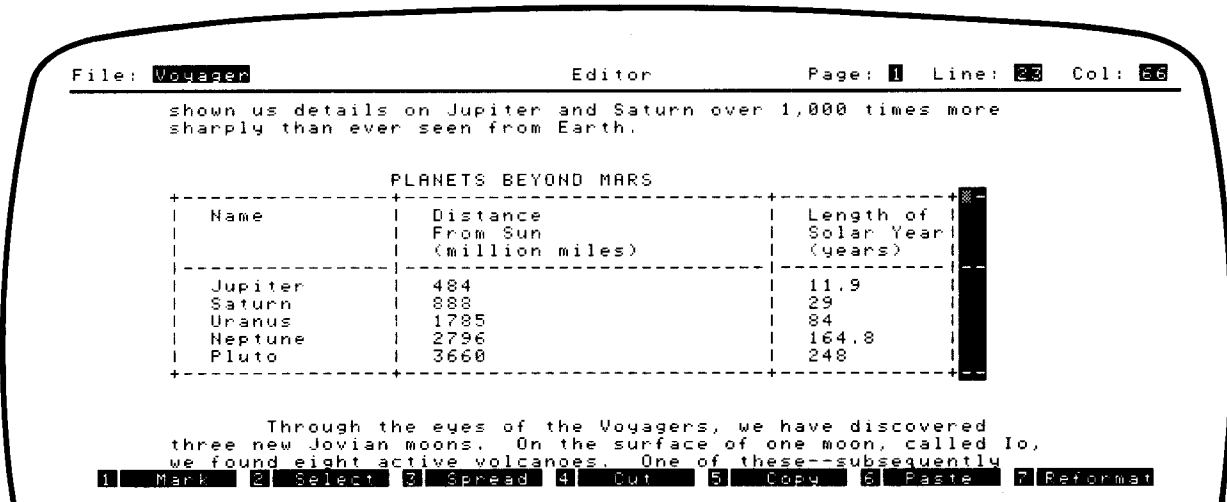 File: Voyager Editor Page: 1 Line: 23 Col: 66
shown us details on Jupiter and Saturn over 1,000 times more
sharply than ever seen from Earth.
PLANETS BEYOND MARS
Name Distance Length of
From Sun Solar Year
(million miles) (years)
Jupiter 484 11.9
Saturn 888 29
Uranus 1785 84
Neptune 2796 164.8
Pluto 3660 248
Through the eyes of the Voyagers, we have discovered
three new Jovian moons. On the surface of one moon, called Io,
we found eight active volcanoes. One of these--subsequently
1 Mark 2 Select 3 Spread 4 Cut 5 Copy 6 Paste 7 Reformat